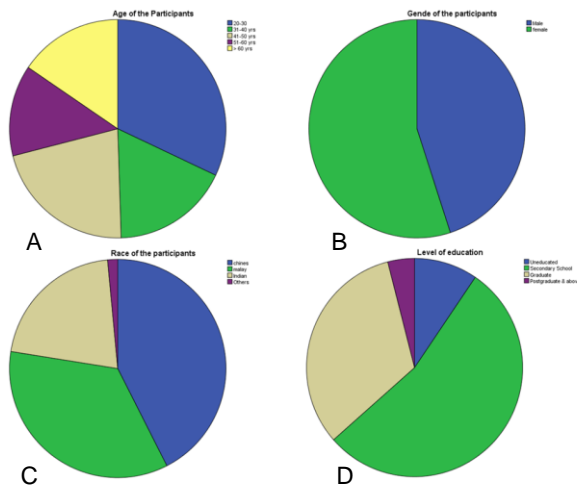 Age of the Participants
20-30
31-40 yrs
41-50 yrs
51-60 yrs
> 60 yrs
A
Gende of the participants
Male
female
B
Race of the participants
chines
malay
Indian
Others
C
Level of education
Uneducated
Secondary School
Graduate
Postgraduate & above
D